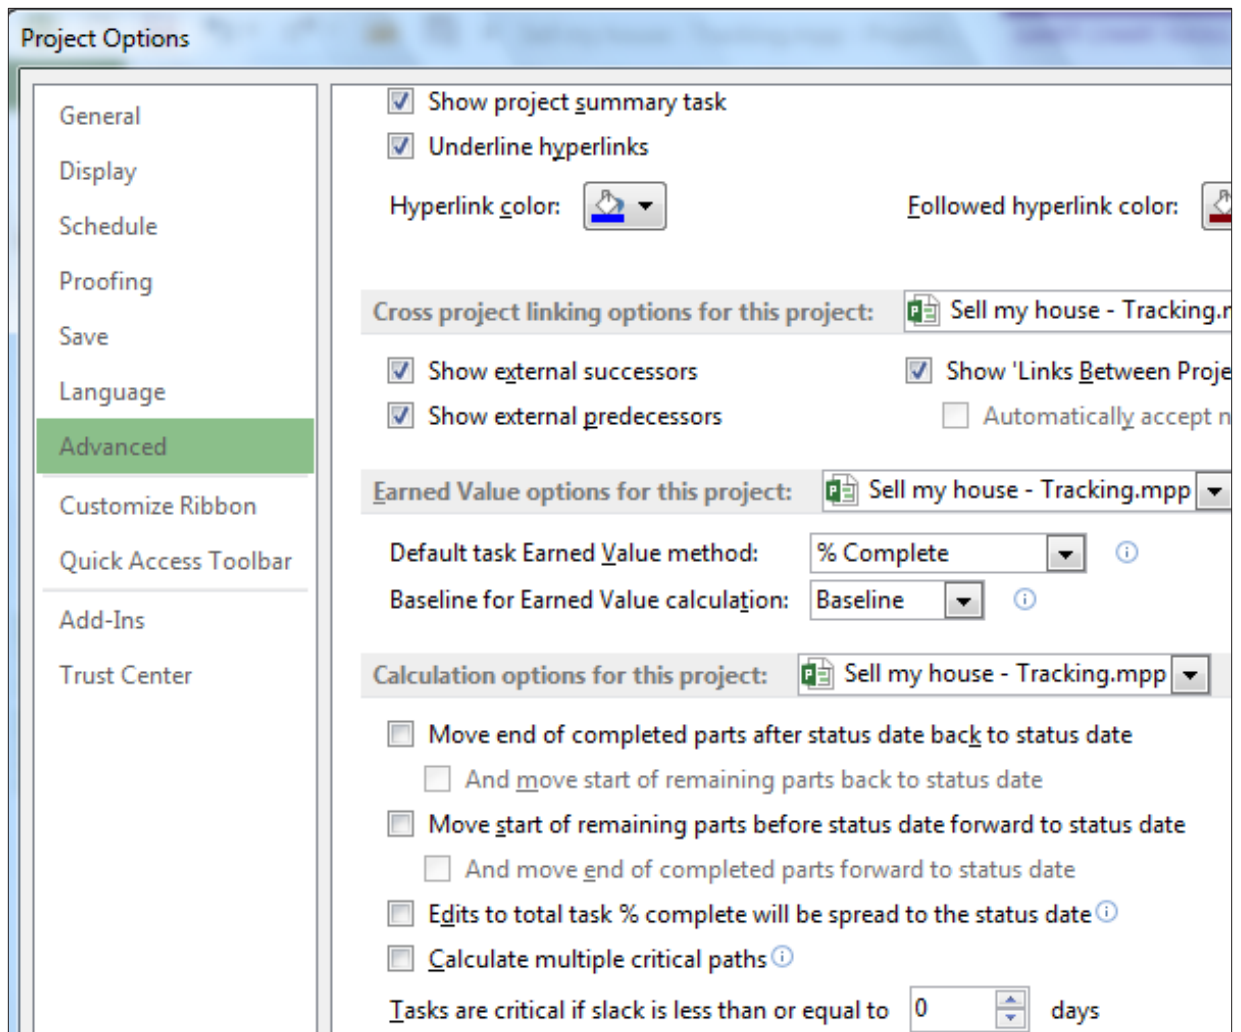 Project Options
General
Display
Schedule
Proofing
Save
Language
Advanced
Customize Ribbon
Quick Access Toolbar
Add-Ins
Trust Center
Show project summary task
Underline hyperlinks
Hyperlink color: Followed hyperlink color:
Cross project linking options for this project: Sell my house - Tracking.
Show external successors Show 'Links Between Proje
Show external predecessors Automatically accept n
Earned Value options for this project: Sell my house - Tracking.mpp
Default task Earned Value method: % Complete
Baseline for Earned Value calculation: Baseline
Calculation options for this project: Sell my house - Tracking.mpp
Move end of completed parts after status date back to status date
And move start of remaining parts back to status date
Move start of remaining parts before status date forward to status date
And move end of completed parts forward to status date
Edits to total task % complete will be spread to the status date
Calculate multiple critical paths
Tasks are critical if slack is less than or equal to 0 days